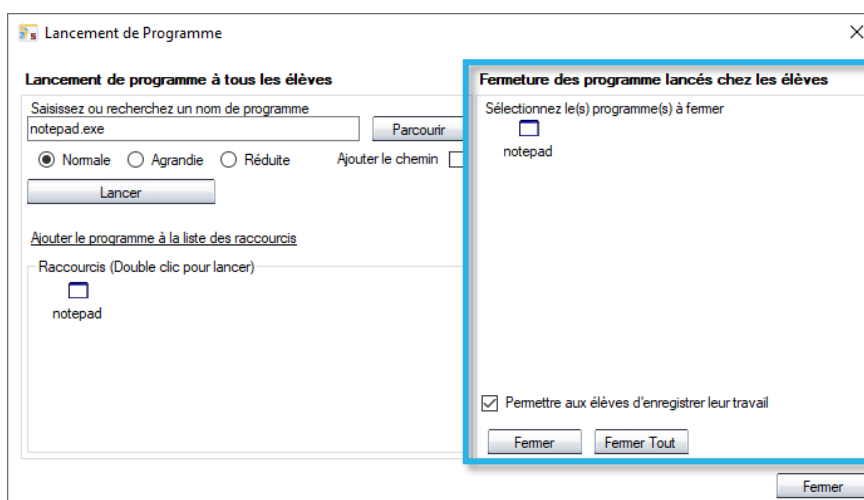 Lancement de Programme
Lancement de programme à tous les élèves
Saisissez ou recherchez un nom de programme
notepad.exe
Parcourir
Normale
Agrandie
Réduite
Ajouter le chemin
Lancer
Ajouter le programme à la liste des raccourcis
Raccourcis (Double clic pour lancer)
notepad
Fermeture des programme lancés chez les élèves
Sélectionnez le(s) programme(s) à fermer
notepad
Permettre aux élèves d'enregistrer leur travail
Fermer
Fermer Tout
Fermer